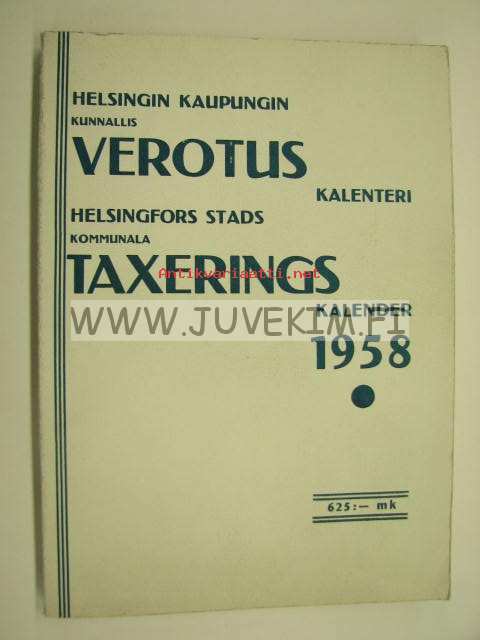 HELSINGIN KAUPUNGIN
KUNNALLIS
VEROTUS
KALENTERI
HELSINGFORS STADS
KOMMUNALA
TAXERINGS
Antikvariaatti.net
KALENDER
WWW.JUVEKIM.FI
1958
625:— mk